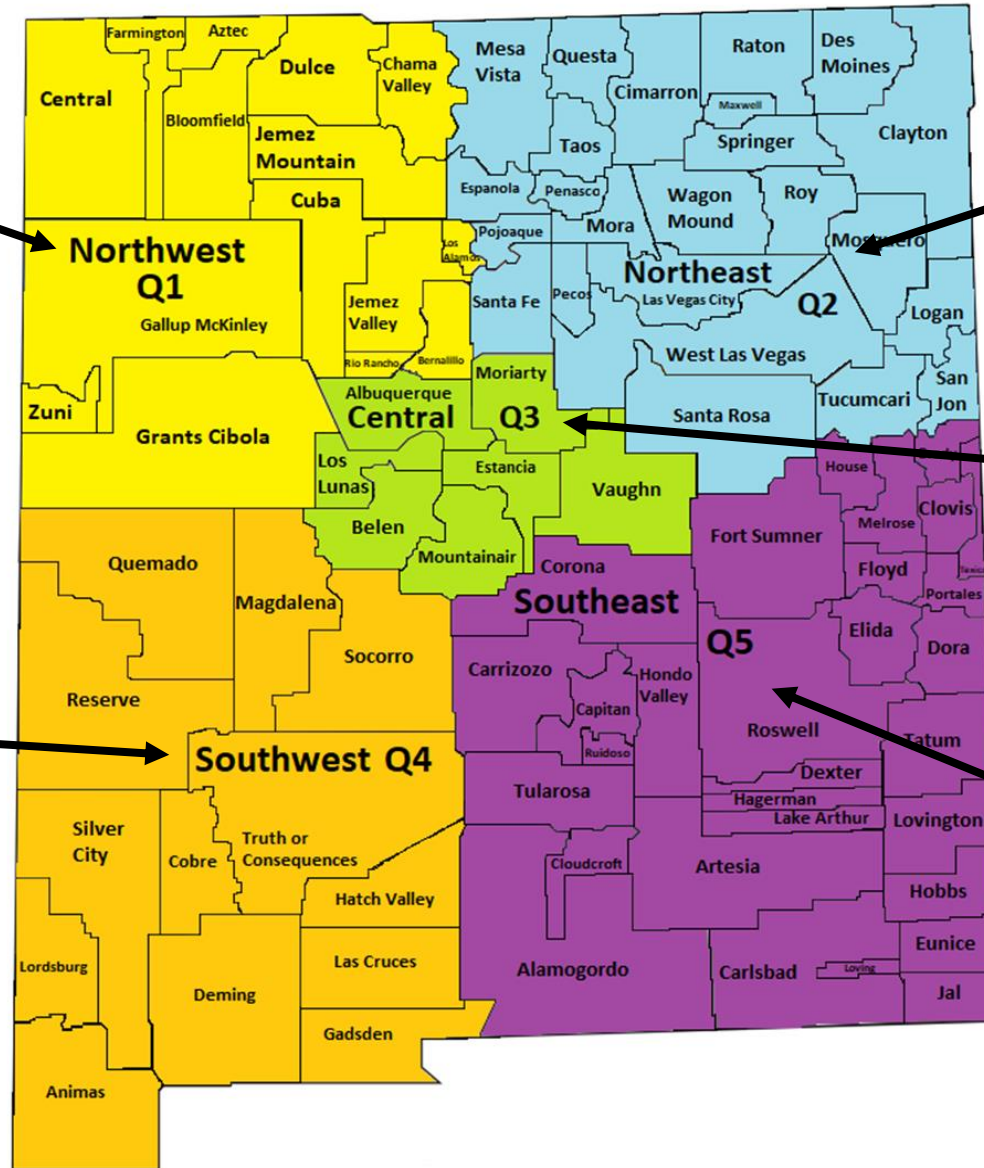 Farmington
Aztec
Central
Bloomfield
Dulce
Chama
Valley
Jemez
Mountain
Cuba
Northwest
Q1
Gallup McKinley
Los
Alamos
Jemez
Valley
Rio Rancho
Bernalillo
Zuni
Grants Cibola
Mesa
Vista
Questa
Cimarron
Raton
Des
Moines
Maxwell
Springer
Clayton
Taos
Espanola
Penasco
Wagon
Mound
Roy
Mora
Pojoaque
Mosquero
Northeast
Q2
Las Vegas City
Santa Fe
Pecos
Logan
West Las Vegas
Santa Rosa
Tucumcari
San
Jon
Albuquerque
Central
Q3
Moriarty
Los
Lunas
Estancia
Vaughn
Belen
Mountainair
Quemado
Magdalena
Socorro
Reserve
Southwest Q4
Silver
City
Cobre
Truth or
Consequences
Hatch Valley
Lordsburg
Deming
Las Cruces
Gadsden
Animas
House
Clovis
Melrose
Fort Sumner
Floyd
Texico
Portales
Corona
Southeast
Q5
Elida
Dora
Carrizozo
Hondo
Valley
Capitan
Ruidoso
Roswell
Tatum
Dexter
Hagerman
Lake Arthur
Lovington
Tularosa
Cloudcroft
Artesia
Hobbs
Eunice
Alamogordo
Carlsbad
Loving
Jal